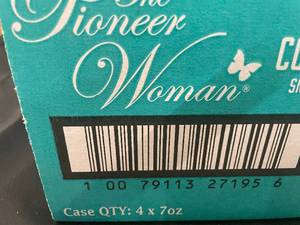 The
Pioneer
Woman®
CO
1 00 79113 27195 6
Case QTY: 4 x 7oz